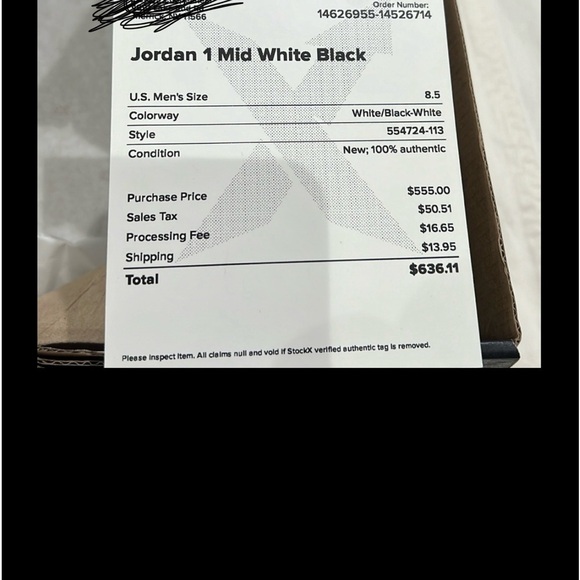 11566
Order Number:
14626955-14526714
Jordan 1 Mid White Black
U.S. Men's Size 8.5
Colorway White/Black-White
Style 554724-113
Condition New; 100% authentic
Purchase Price $555.00
Sales Tax $50.51
Processing Fee $16.65
Shipping $13.95
Total $636.11
Please inspect item. All claims null and void if StockX verified authentic tag is removed.